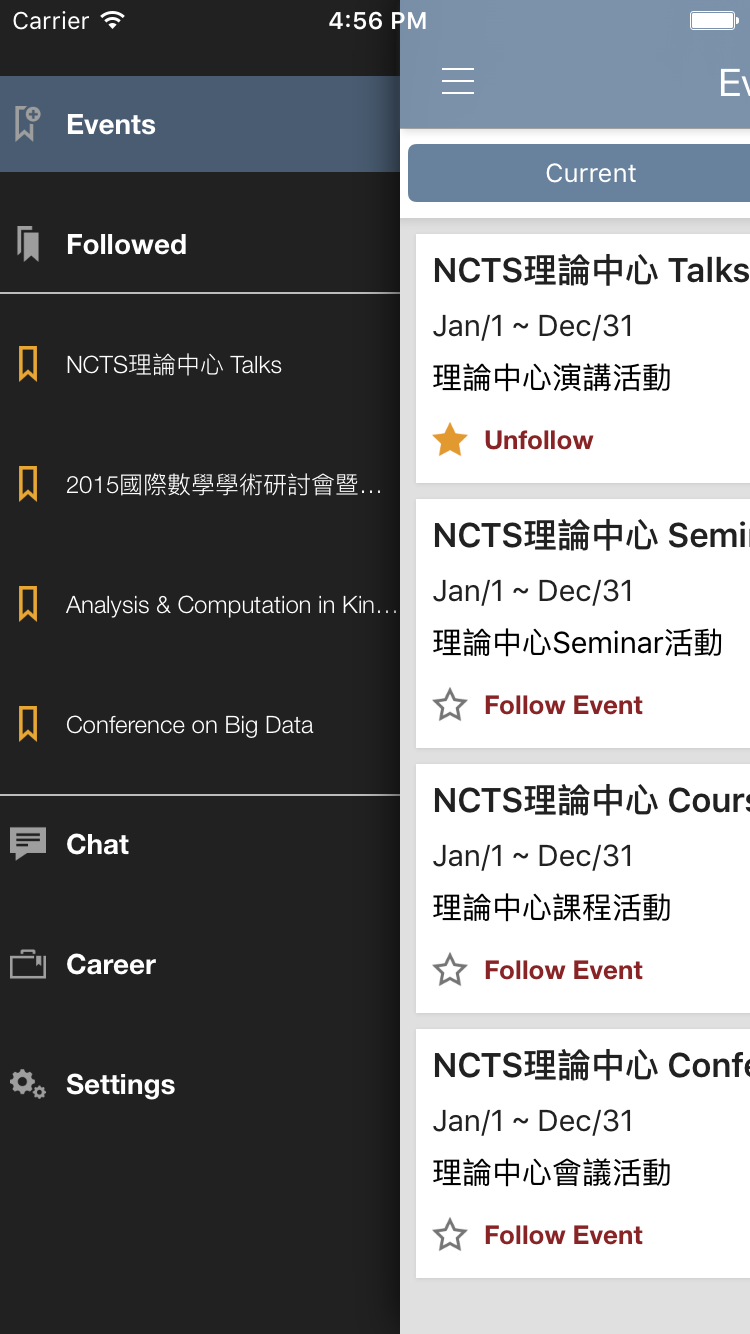 Carrier 4:56 PM
Events
Followed
NCTS理論中心 Talks
2015國際數學學術研討會暨…
Analysis & Computation in Kin…
Conference on Big Data
Chat
Career
Settings
Ev
Current
NCTS理論中心 Talks
Jan/1 ~ Dec/31
理論中心演講活動
Unfollow
NCTS理論中心 Semi
Jan/1 ~ Dec/31
理論中心Seminar活動
Follow Event
NCTS理論中心 Cours
Jan/1 ~ Dec/31
理論中心課程活動
Follow Event
NCTS理論中心 Confe
Jan/1 ~ Dec/31
理論中心會議活動
Follow Event